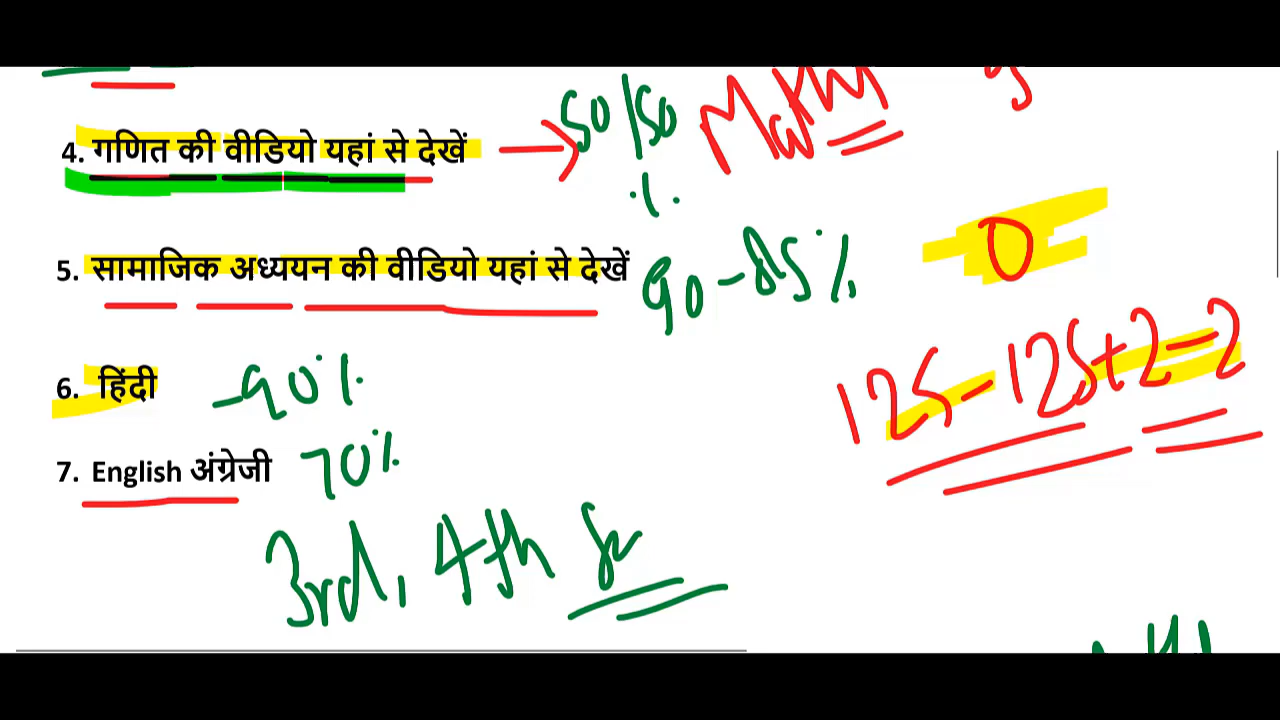 4. गणित की वीडियो यहां से देखें 50/50 % Math
5. सामाजिक अध्ययन की वीडियो यहां से देखें 90-85%
0
125-125+2=2
6. हिंदी -90%
7. English अंग्रेजी 70%
3rd, 4th